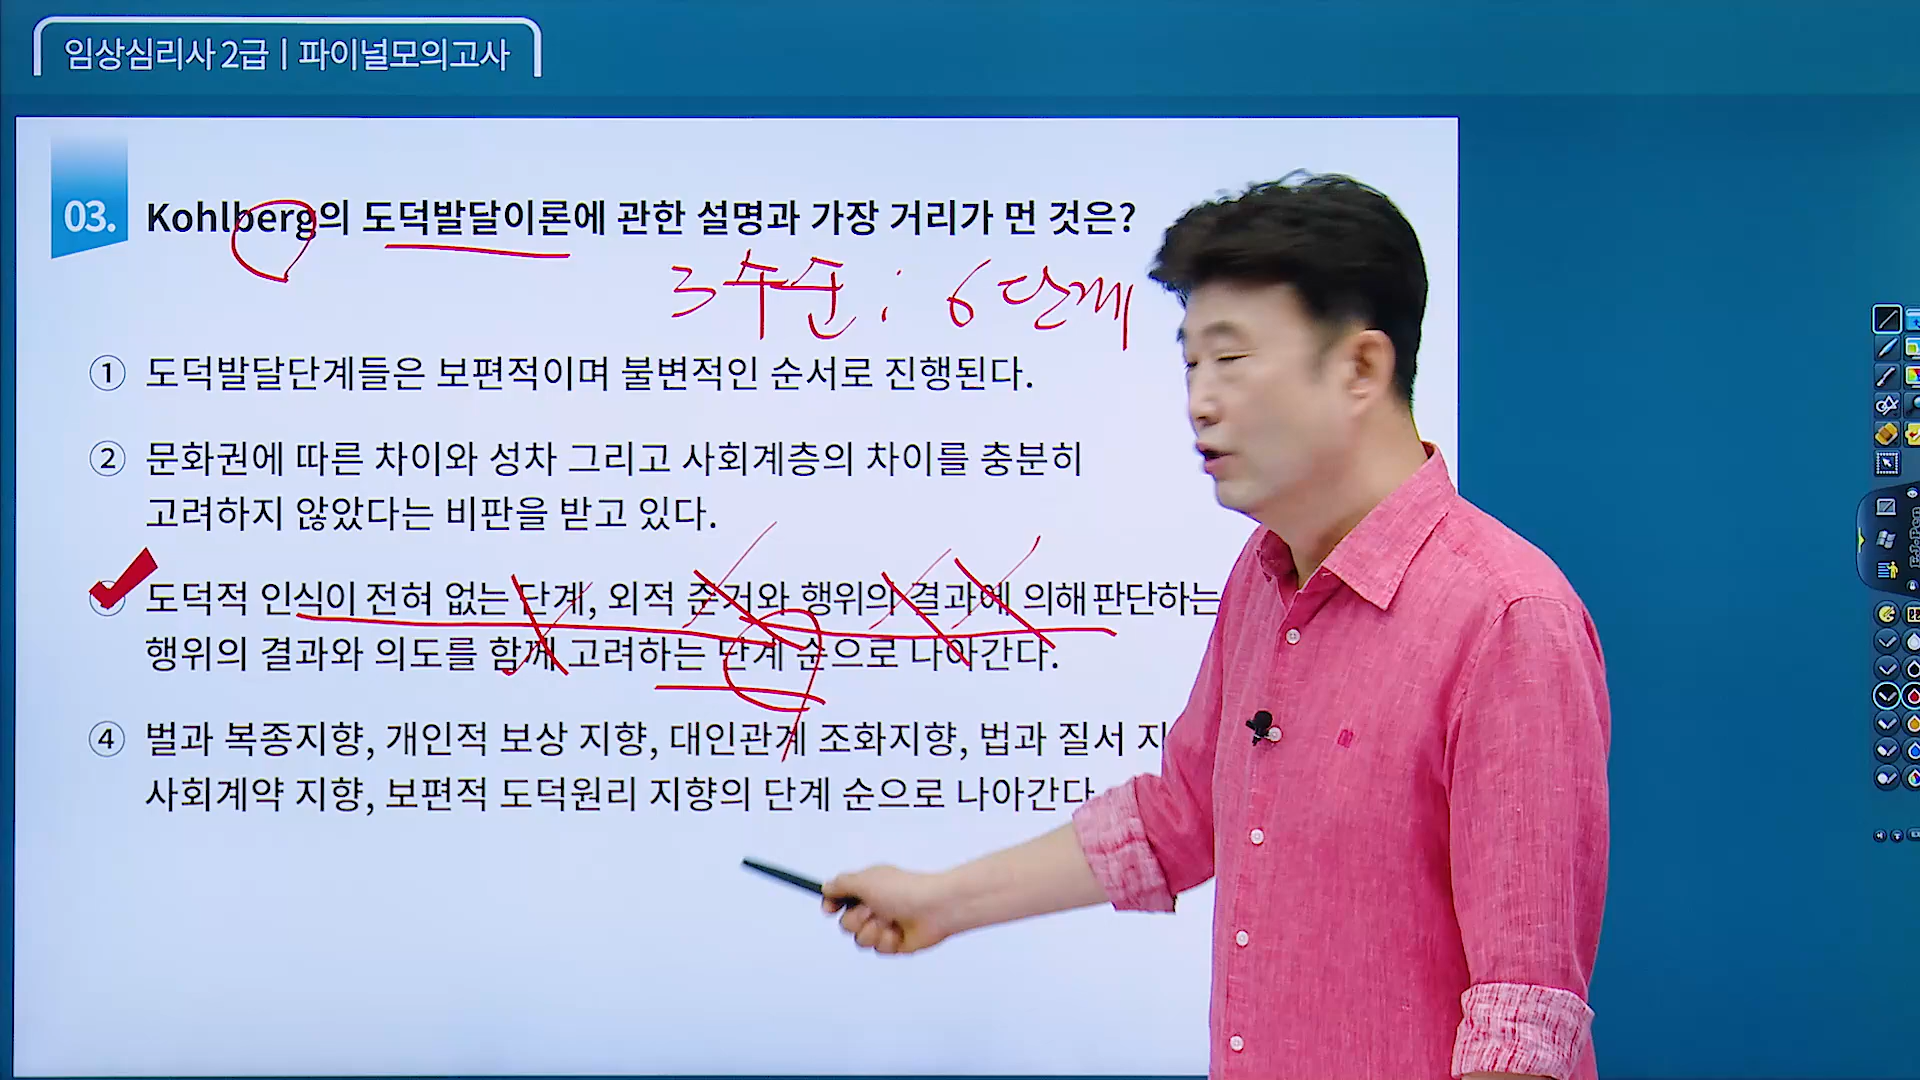 임상심리사 2급 | 파이널모의고사
03. Kohlberg의 도덕발달이론에 관한 설명과 가장 거리가 먼 것은?
3수준 : 6단계
① 도덕발달단계들은 보편적이며 불변적인 순서로 진행된다.
② 문화권에 따른 차이와 성차 그리고 사회계층의 차이를 충분히
고려하지 않았다는 비판을 받고 있다.
도덕적 인식이 전혀 없는 단계, 외적 준거와 행위의 결과에 의해 판단하는
행위의 결과와 의도를 함께 고려하는 단계 순으로 나아간다.
④ 벌과 복종지향, 개인적 보상 지향, 대인관계 조화지향, 법과 질서 지
사회계약 지향, 보편적 도덕원리 지향의 단계 순으로 나아간다